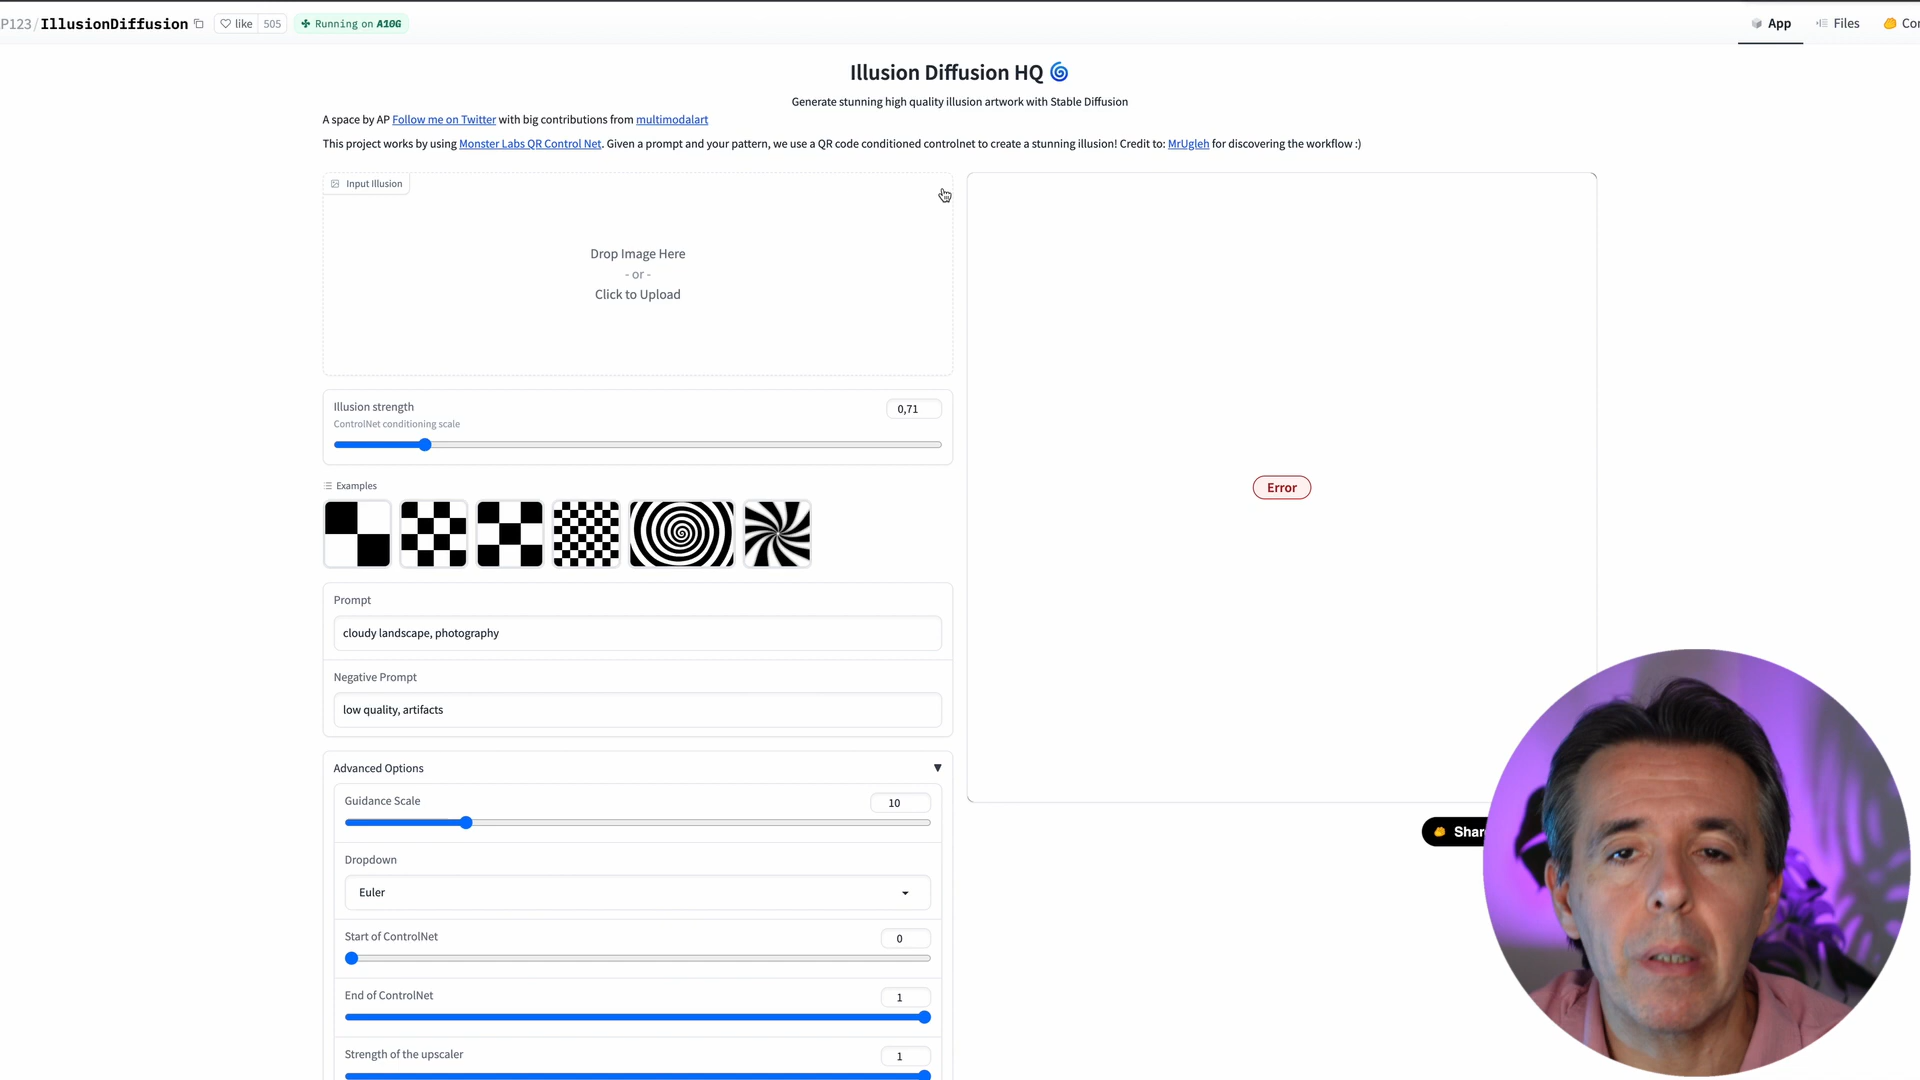 P123/IllusionDiffusion like 505 Running on A10G App Files Cor
Illusion Diffusion HQ
Generate stunning high quality illusion artwork with Stable Diffusion
A space by AP Follow me on Twitter with big contributions from multimodalart
This project works by using Monster Labs QR Control Net. Given a prompt and your pattern, we use a QR code conditioned controlnet to create a stunning illusion! Credit to: MrUgleh for discovering the workflow :)
Input Illusion
Drop Image Here
- or -
Click to Upload
Illusion strength 0,71
ControlNet conditioning scale
Error
Examples
Prompt
cloudy landscape, photography
Negative Prompt
low quality, artifacts
Advanced Options ▼
Guidance Scale 10
Shar
Dropdown
Euler
Start of ControlNet 0
End of ControlNet 1
Strength of the upscaler 1